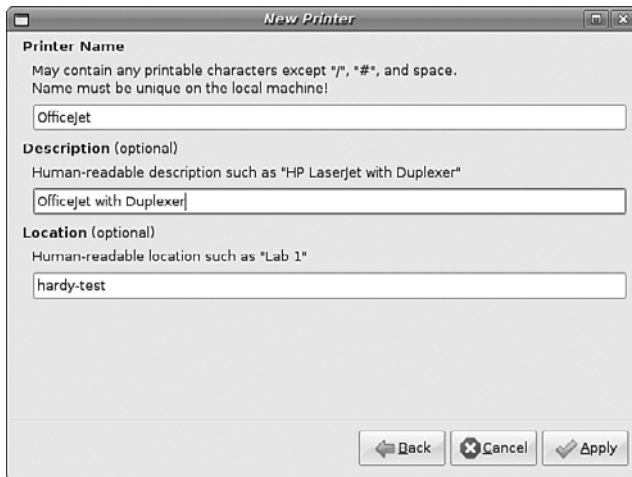 New Printer
Printer Name
May contain any printable characters except "/", "#", and space.
Name must be unique on the local machine!
OfficeJet
Description (optional)
Human-readable description such as "HP LaserJet with Duplexer"
OfficeJet with Duplexer
Location (optional)
Human-readable location such as "Lab 1"
hardy-test
Back Cancel Apply